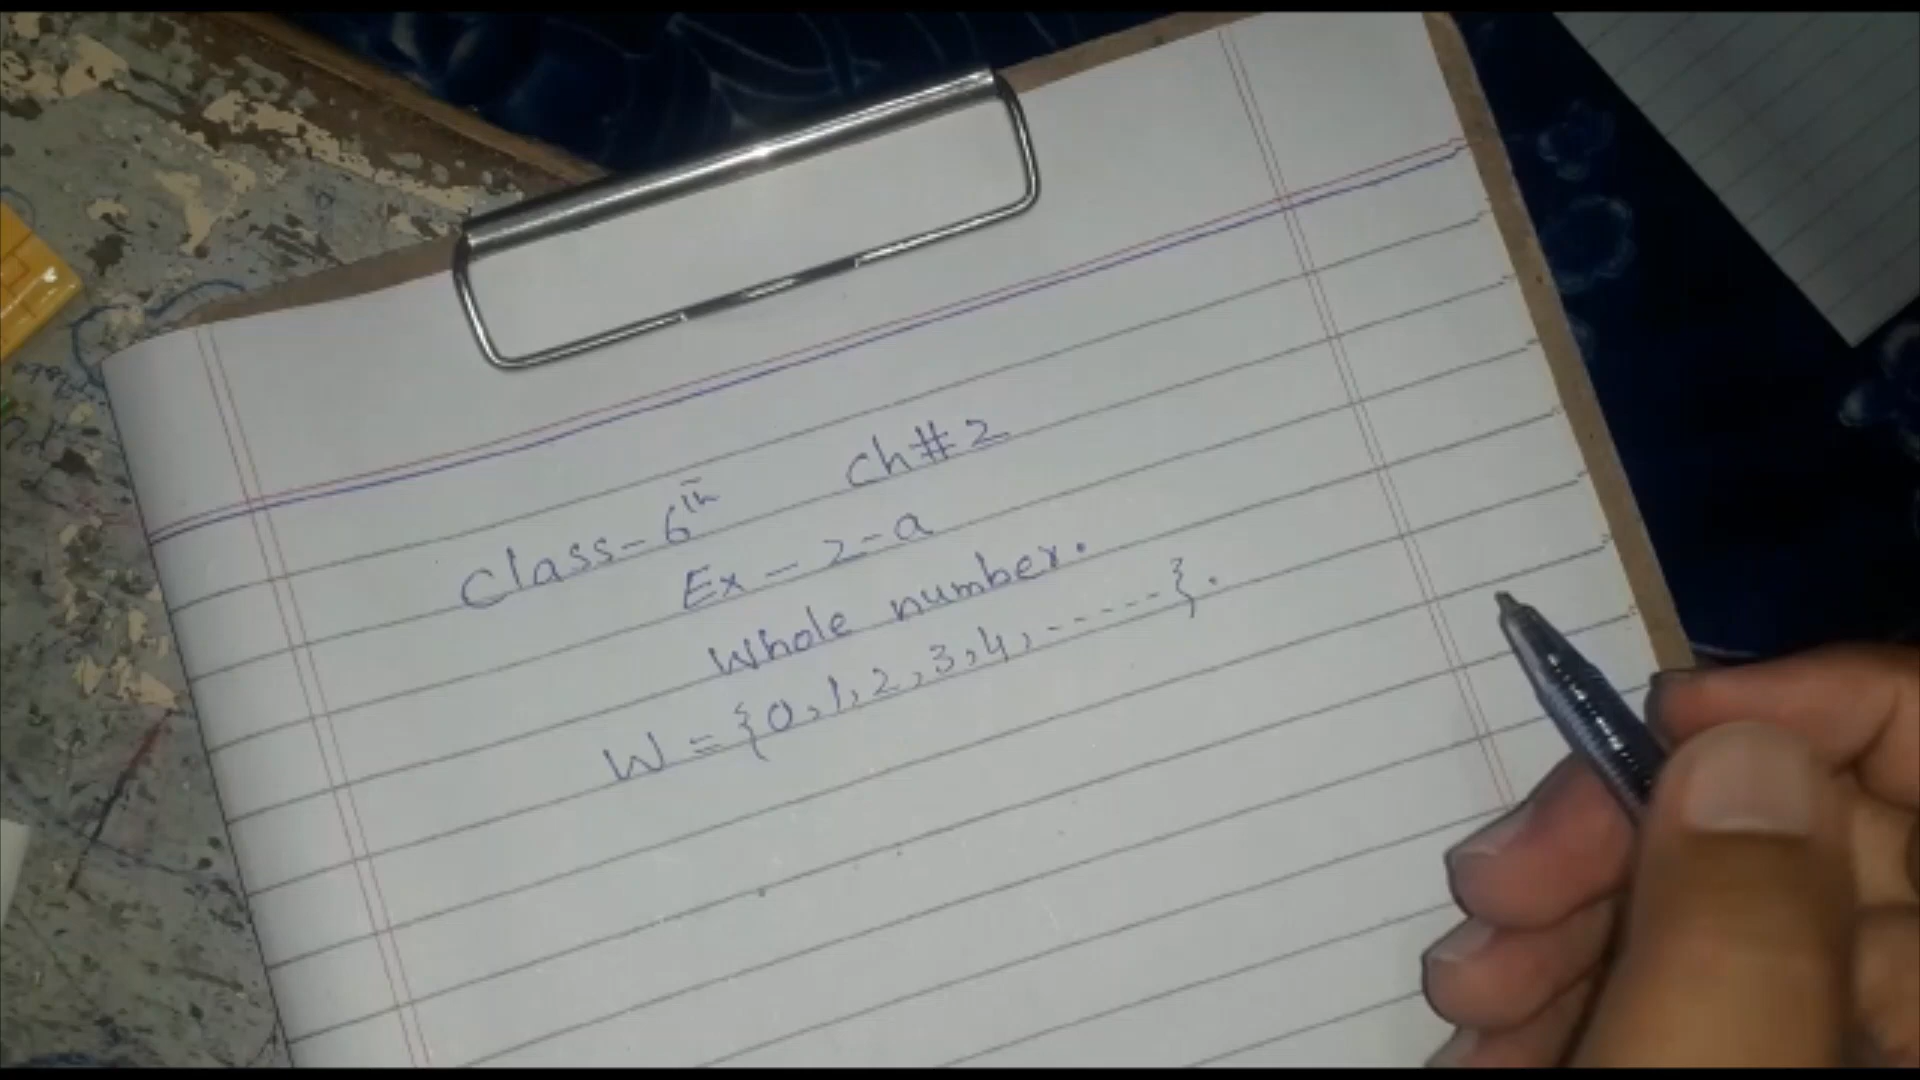 Class-6th Ch#2
Ex-2-a
Whole number.
W={0,1,2,3,4,------}.